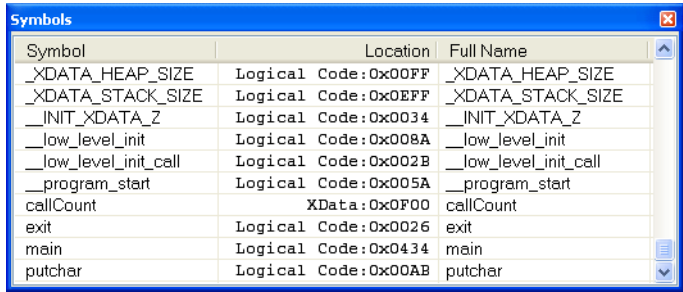 Symbols
Symbol Location Full Name
_XDATA_HEAP_SIZE Logical Code:0x00FF _XDATA_HEAP_SIZE
_XDATA_STACK_SIZE Logical Code:0x0EFF _XDATA_STACK_SIZE
__INIT_XDATA_Z Logical Code:0x0034 __INIT_XDATA_Z
__low_level_init Logical Code:0x008A __low_level_init
__low_level_init_call Logical Code:0x002B __low_level_init_call
__program_start Logical Code:0x005A __program_start
callCount XData:0x0F00 callCount
exit Logical Code:0x0026 exit
main Logical Code:0x0434 main
putchar Logical Code:0x00AB putchar